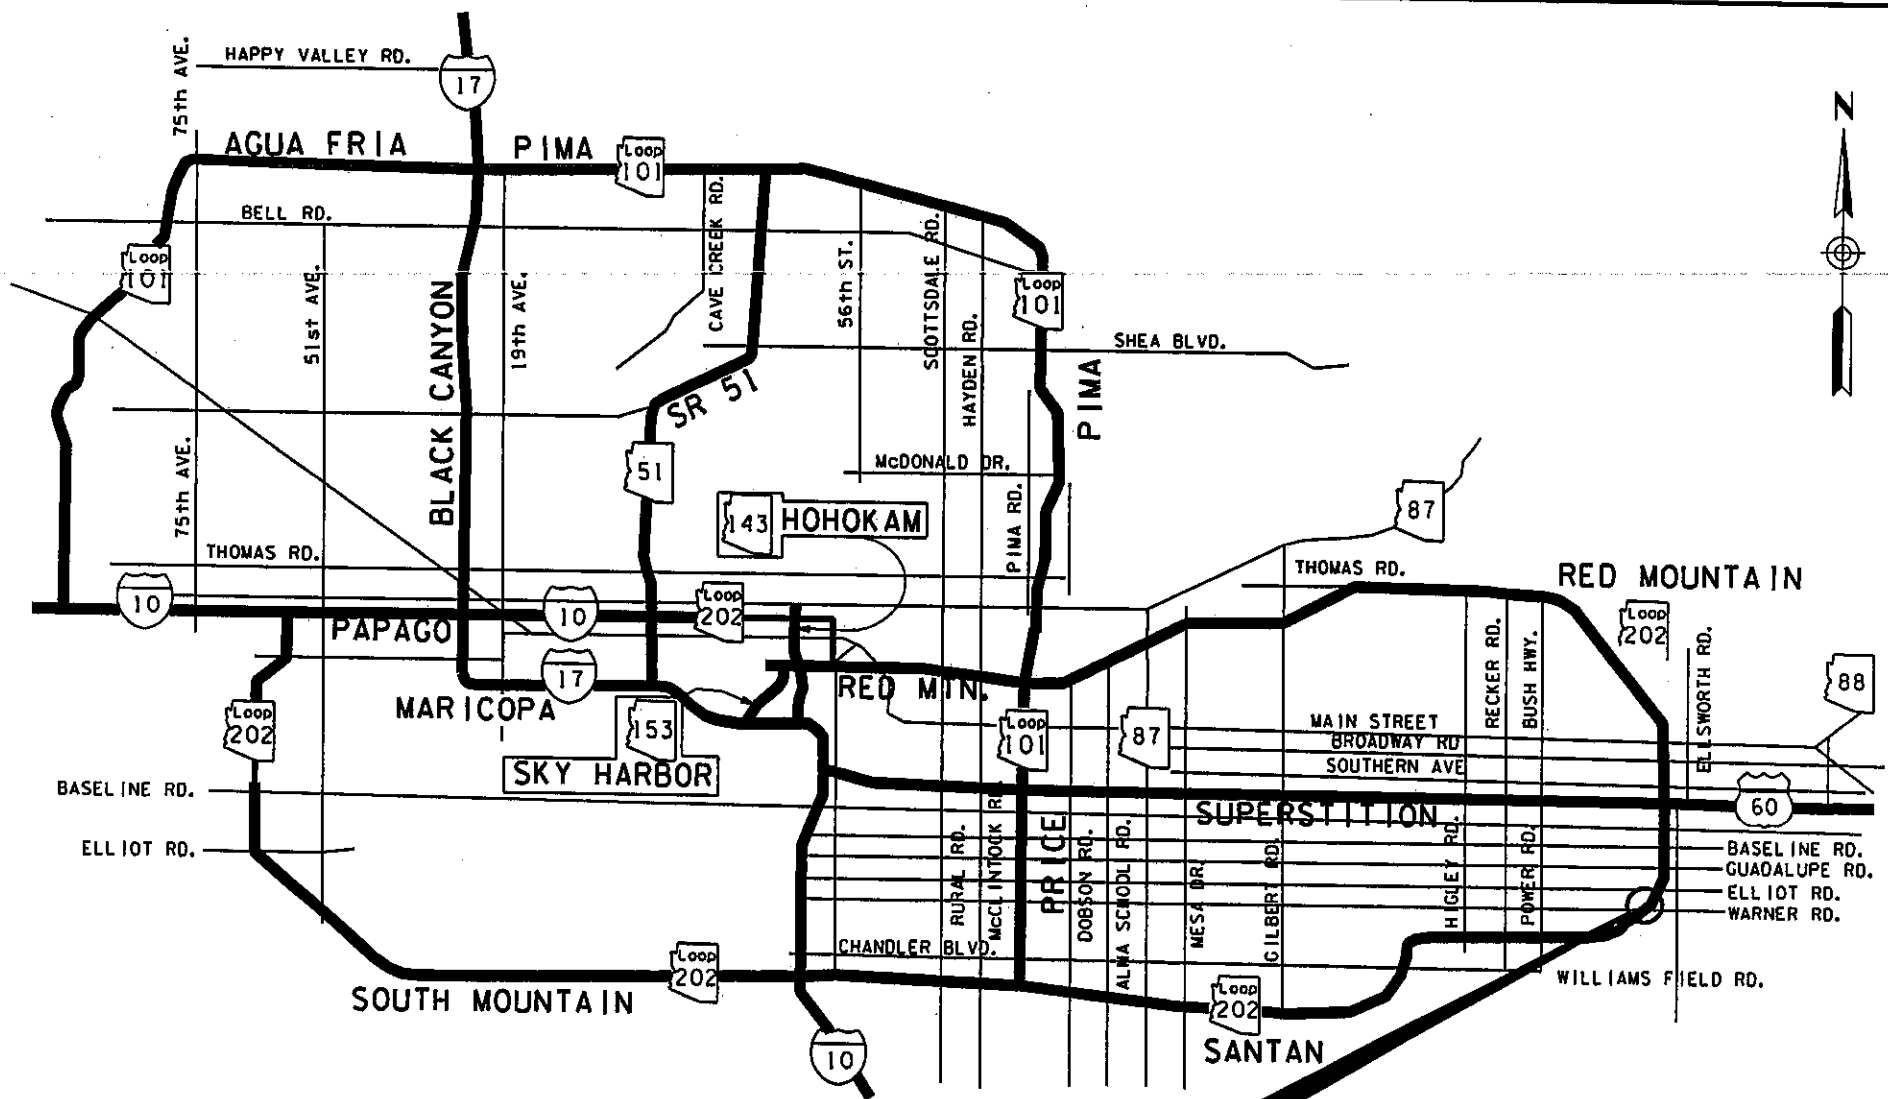 HAPPY VALLEY RD.
75th AVE.
17
N
AGUA FRIA
PIMA
Loop
101
BELL RD.
CAVE CREEK RD.
SCOTTSDALE RD.
Loop
101
51st AVE.
19th AVE.
56th ST.
HAYDEN RD.
Loop
101
SHEA BLVD.
BLACK CANYON
SR 51
PIMA
75th AVE.
51
McDONALD DR.
143
HOHOKAM
PIMA RD.
87
THOMAS RD.
THOMAS RD.
RED MOUNTAIN
10
10
Loop
202
PAPAGO
Loop
202
RECKER RD.
BUSH HWY.
ELLSWORTH RD.
17
RED MTN.
88
MARICOPA
Loop
202
153
SKY HARBOR
Loop
101
87
MAIN STREET
BROADWAY RD
SOUTHERN AVE
BASELINE RD.
SUPERSTITION
60
ELLIOT RD.
RURAL RD.
McCLINTOCK RD.
PRICE
DOBSON RD.
ALMA SCHOOL RD.
MESA DR.
GILBERT RD.
HIGLEY RD.
POWER RD.
BASELINE RD.
GUADALUPE RD.
ELLIOT RD.
WARNER RD.
CHANDLER BLVD.
Loop
202
SOUTH MOUNTAIN
WILLIAMS FIELD RD.
Loop
202
SANTAN
10